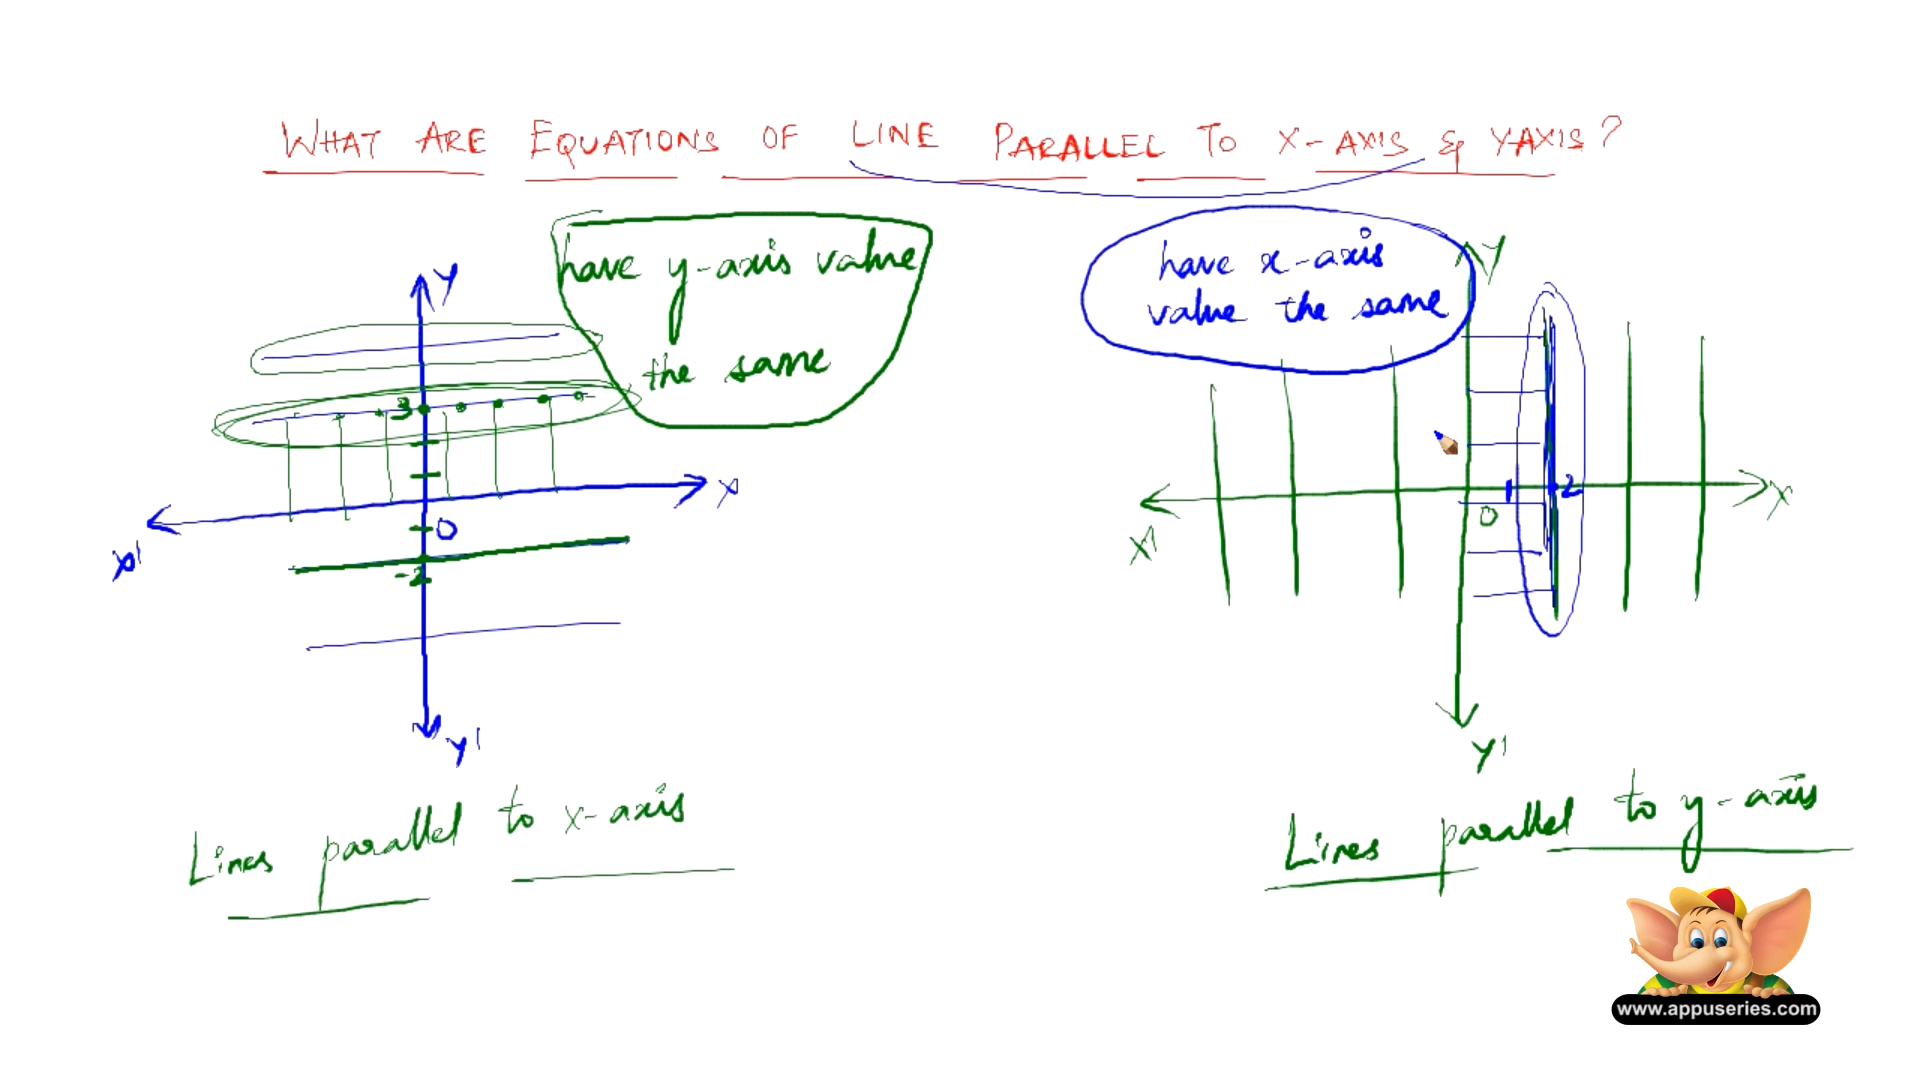 WHAT ARE EQUATIONS OF LINE PARALLEL TO X-AXIS & Y-AXIS?
have y-axis value
the same
Y
3
X
X'
0
-2
Y'
Lines parallel to x-axis
have x-axis
value the same
Y
1
2
X
X'
0
Y'
Lines parallel to y-axis
www.appuseries.com